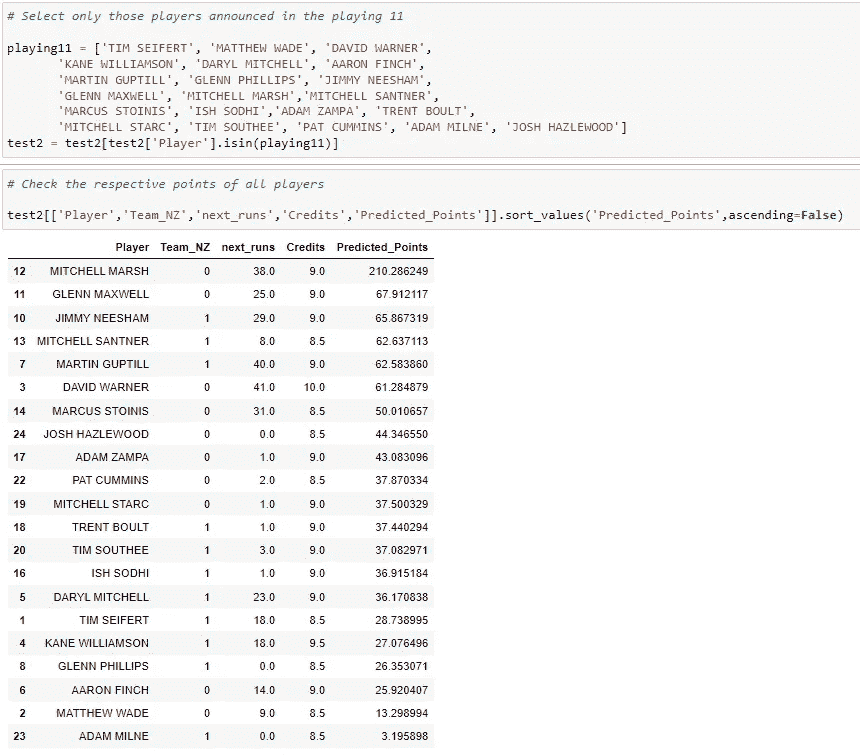 # Select only those players announced in the playing 11
playing11 = ['TIM SEIFERT', 'MATTHEW WADE', 'DAVID WARNER',
'KANE WILLIAMSON', 'DARYL MITCHELL', 'AARON FINCH',
'MARTIN GUPTILL', 'GLENN PHILLIPS', 'JIMMY NEESHAM',
'GLENN MAXWELL', 'MITCHELL MARSH','MITCHELL SANTNER',
'MARCUS STOINIS', 'ISH SODHI','ADAM ZAMPA', 'TRENT BOULT',
'MITCHELL STARC', 'TIM SOUTHEE', 'PAT CUMMINS', 'ADAM MILNE', 'JOSH HAZLEWOOD']
test2 = test2[test2['Player'].isin(playing11)]
# Check the respective points of all players
test2[['Player','Team_NZ','next_runs','Credits','Predicted_Points']].sort_values('Predicted_Points',ascending=False)
Player Team_NZ next_runs Credits Predicted_Points
12 MITCHELL MARSH 0 38.0 9.0 210.286249
11 GLENN MAXWELL 0 25.0 9.0 67.912117
10 JIMMY NEESHAM 1 29.0 9.0 65.867319
13 MITCHELL SANTNER 1 8.0 8.5 62.637113
7 MARTIN GUPTILL 1 40.0 9.0 62.583860
3 DAVID WARNER 0 41.0 10.0 61.284879
14 MARCUS STOINIS 0 31.0 8.5 50.010657
24 JOSH HAZLEWOOD 0 0.0 8.5 44.346550
17 ADAM ZAMPA 0 1.0 9.0 43.083096
22 PAT CUMMINS 0 2.0 8.5 37.870334
19 MITCHELL STARC 0 1.0 9.0 37.500329
18 TRENT BOULT 1 1.0 9.0 37.440294
20 TIM SOUTHEE 1 3.0 9.0 37.082971
16 ISH SODHI 1 1.0 9.0 36.915184
5 DARYL MITCHELL 1 23.0 9.0 36.170838
1 TIM SEIFERT 1 18.0 8.5 28.738995
4 KANE WILLIAMSON 1 18.0 9.5 27.076496
8 GLENN PHILLIPS 1 0.0 8.5 26.353071
6 AARON FINCH 0 14.0 9.0 25.920407
2 MATTHEW WADE 0 9.0 8.5 13.298994
23 ADAM MILNE 1 0.0 8.5 3.195898